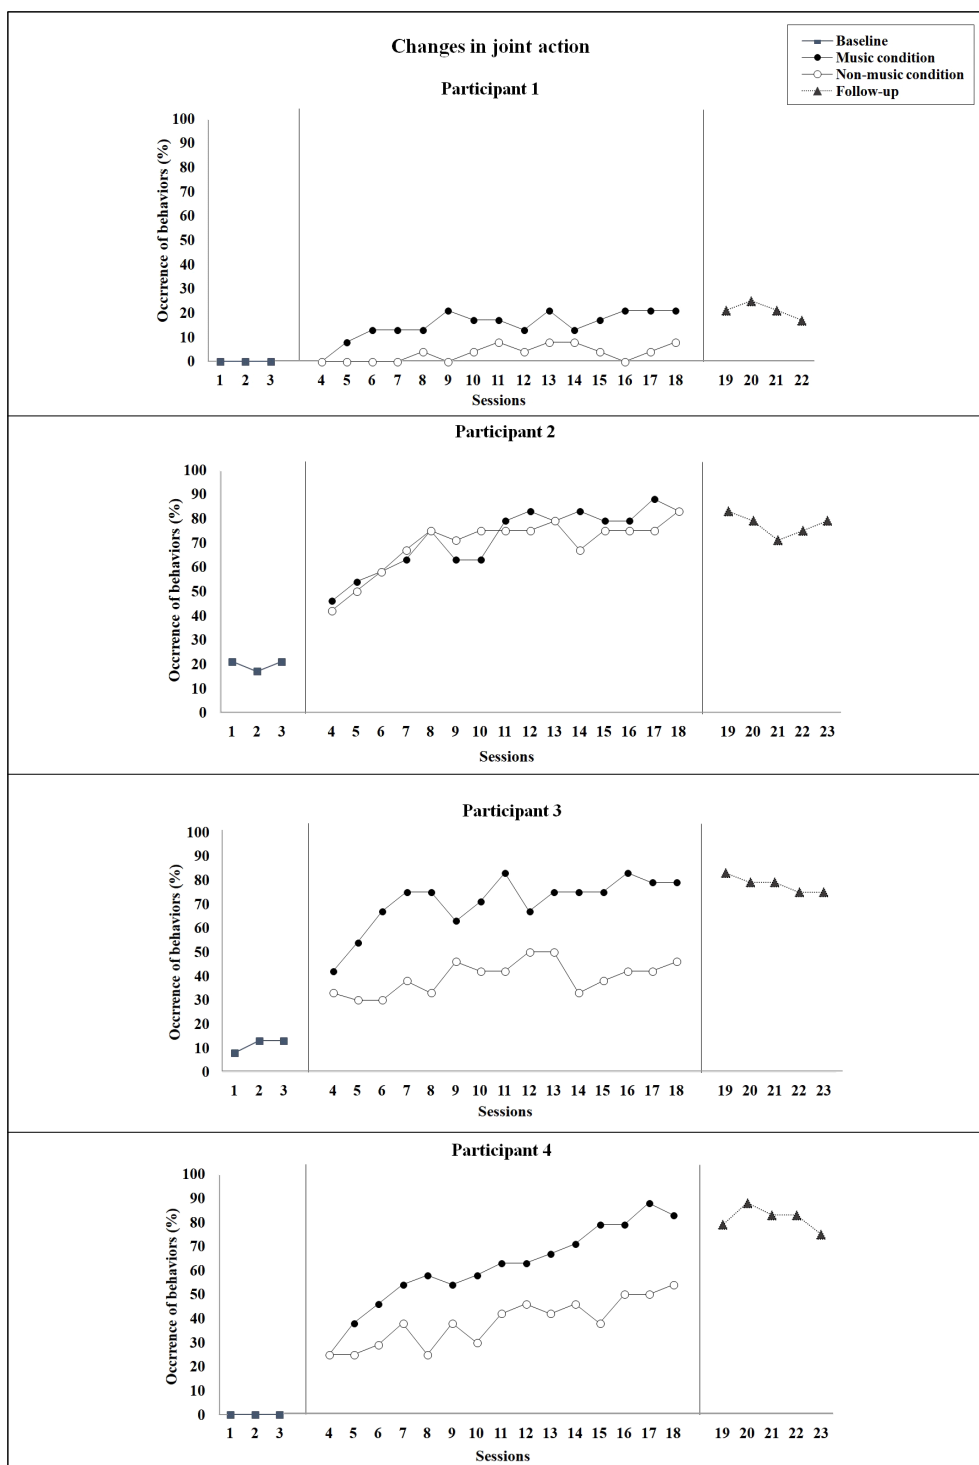 Changes in joint action
Baseline
Music condition
Non-music condition
Follow-up
Participant 1
Occrrence of behaviors (%)
100
90
80
70
60
50
40
30
20
10
0
1 2 3 4 5 6 7 8 9 10 11 12 13 14 15 16 17 18 19 20 21 22
Sessions
Participant 2
Occrrence of behaviors (%)
100
90
80
70
60
50
40
30
20
10
0
1 2 3 4 5 6 7 8 9 10 11 12 13 14 15 16 17 18 19 20 21 22 23
Sessions
Participant 3
Occrrence of behaviors (%)
100
90
80
70
60
50
40
30
20
10
0
1 2 3 4 5 6 7 8 9 10 11 12 13 14 15 16 17 18 19 20 21 22 23
Sessions
Participant 4
Occrrence of behaviors (%)
100
90
80
70
60
50
40
30
20
10
0
1 2 3 4 5 6 7 8 9 10 11 12 13 14 15 16 17 18 19 20 21 22 23
Sessions